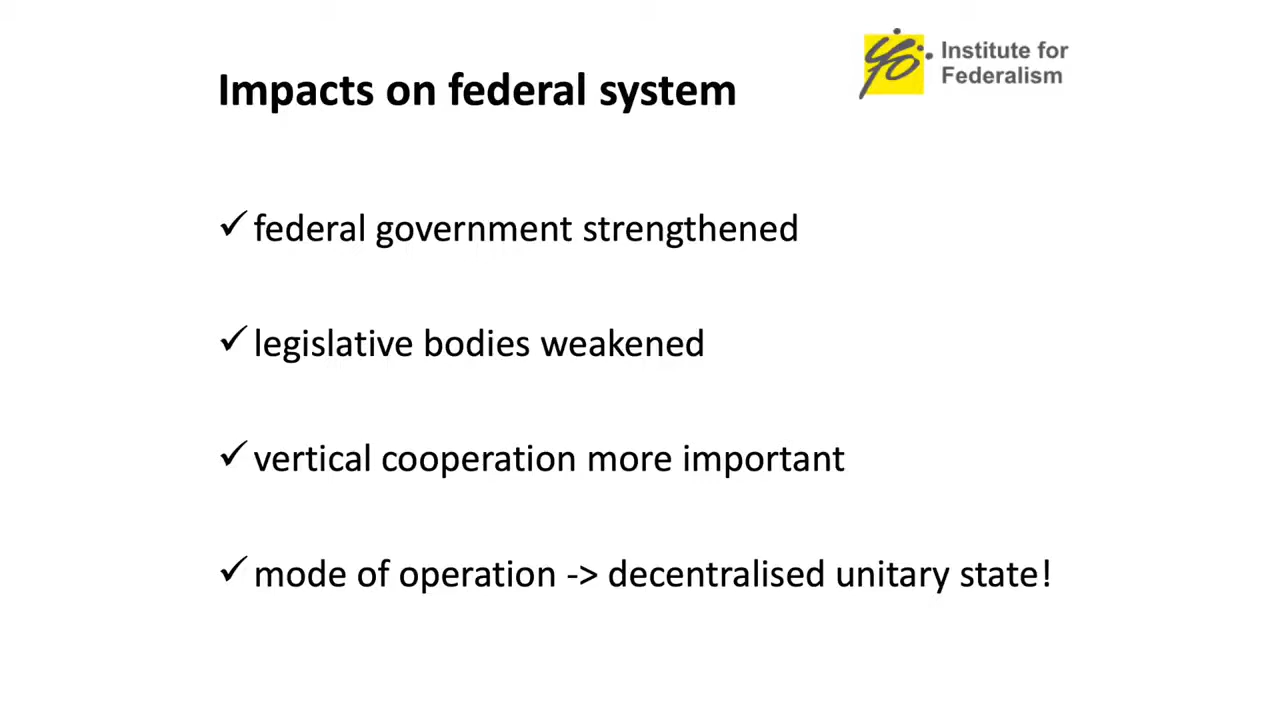 Institute for
Federalism
Impacts on federal system
✓ federal government strengthened
✓ legislative bodies weakened
✓ vertical cooperation more important
✓ mode of operation -> decentralised unitary state!